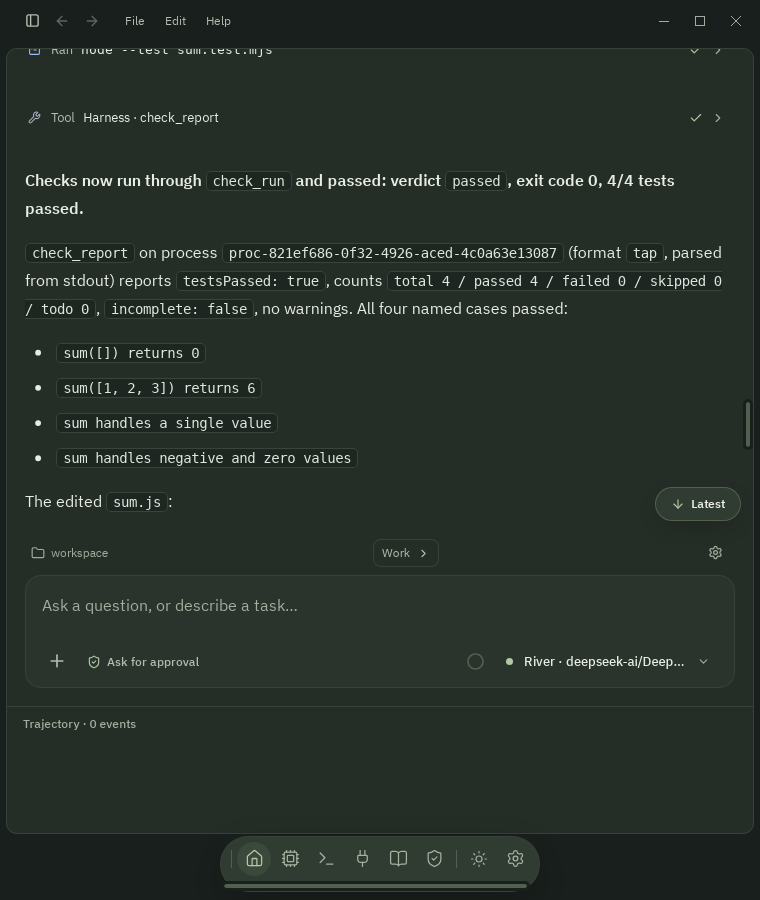 File Edit Help
Ran node --test sum.test.mjs
Tool Harness · check_report
Checks now run through check_run and passed: verdict passed, exit code 0, 4/4 tests
passed.
check_report on process proc-821ef686-0f32-4926-aced-4c0a63e13087 (format tap, parsed
from stdout) reports testsPassed: true, counts total 4 / passed 4 / failed 0 / skipped 0
/ todo 0, incomplete: false, no warnings. All four named cases passed:
sum([]) returns 0
sum([1, 2, 3]) returns 6
sum handles a single value
sum handles negative and zero values
The edited sum.js:
Latest
workspace Work
Ask a question, or describe a task...
Ask for approval River · deepseek-ai/Deep...
Trajectory · 0 events